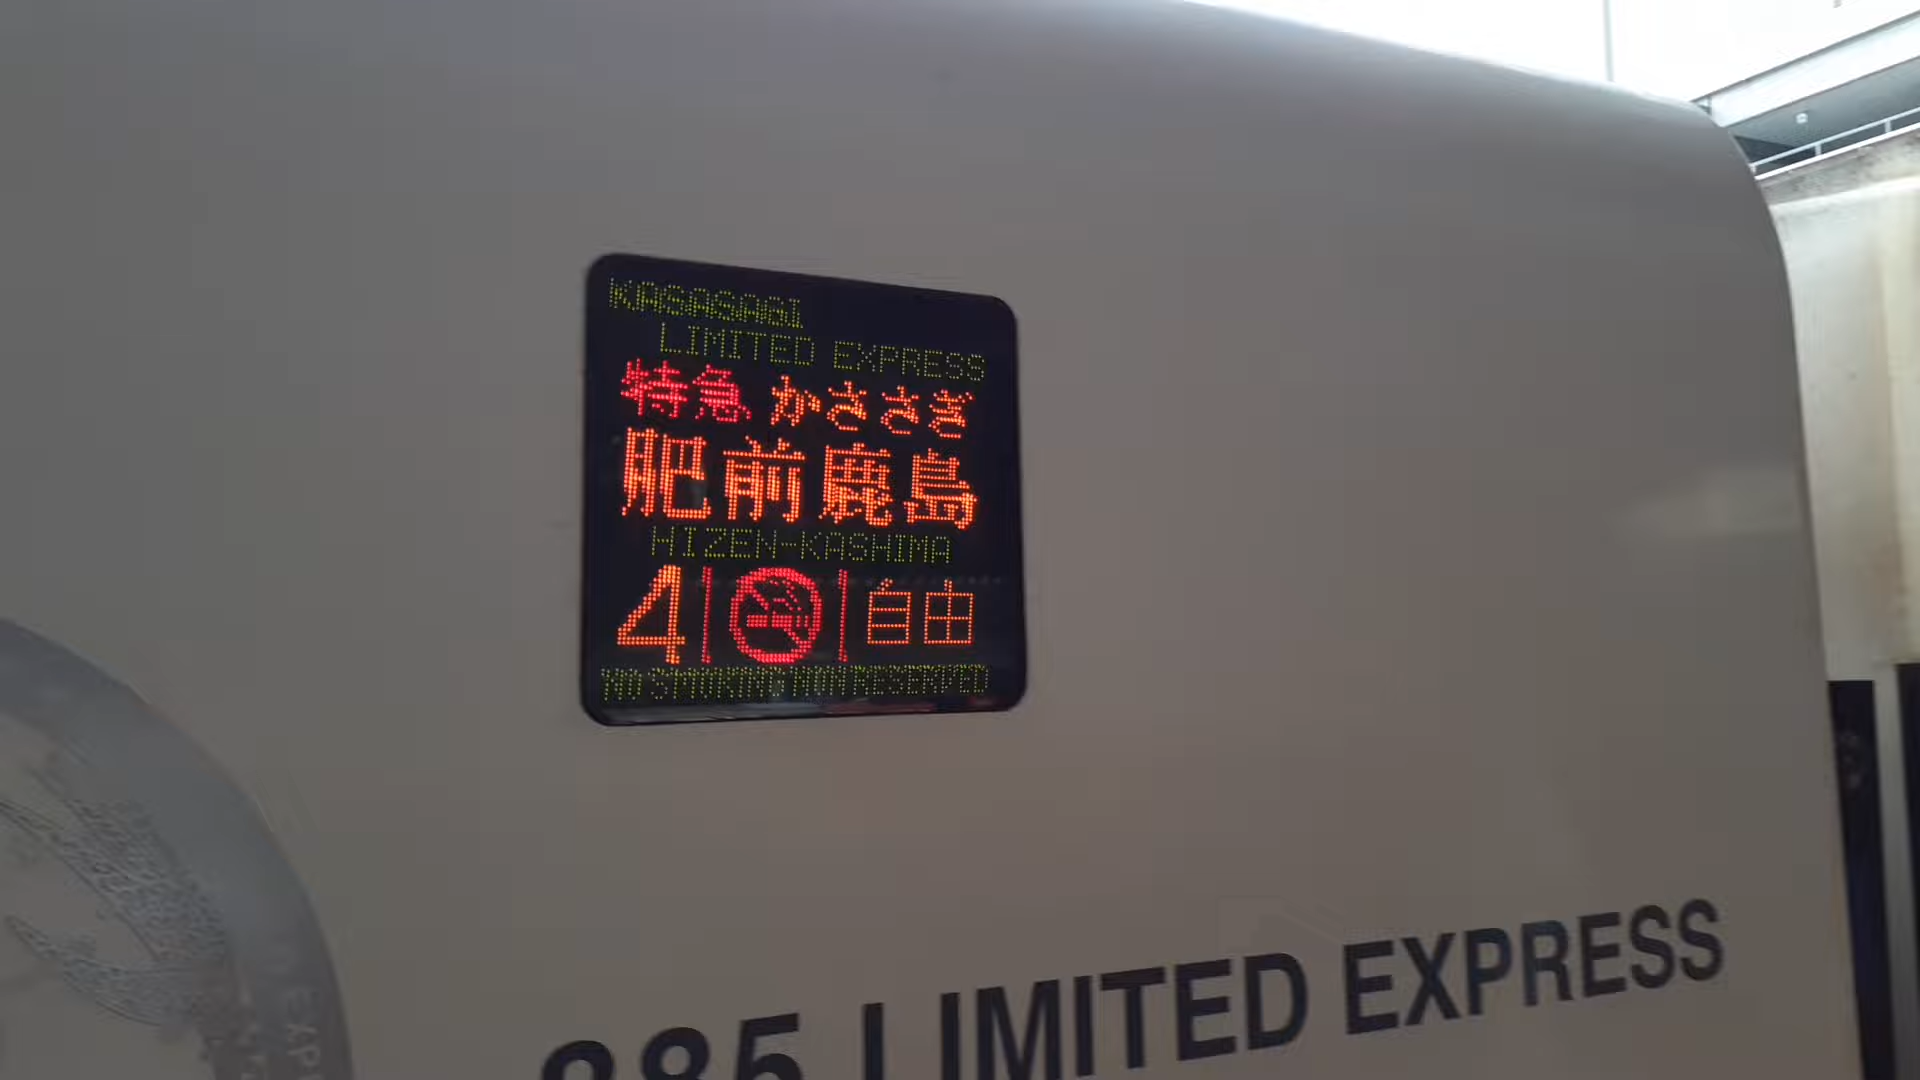 KASASAGI
LIMITED EXPRESS
特急 かささぎ
肥前鹿島
HIZEN-KASHIMA
4 自由
NO SMOKING NON RESERVED
885 LIMITED EXPRESS